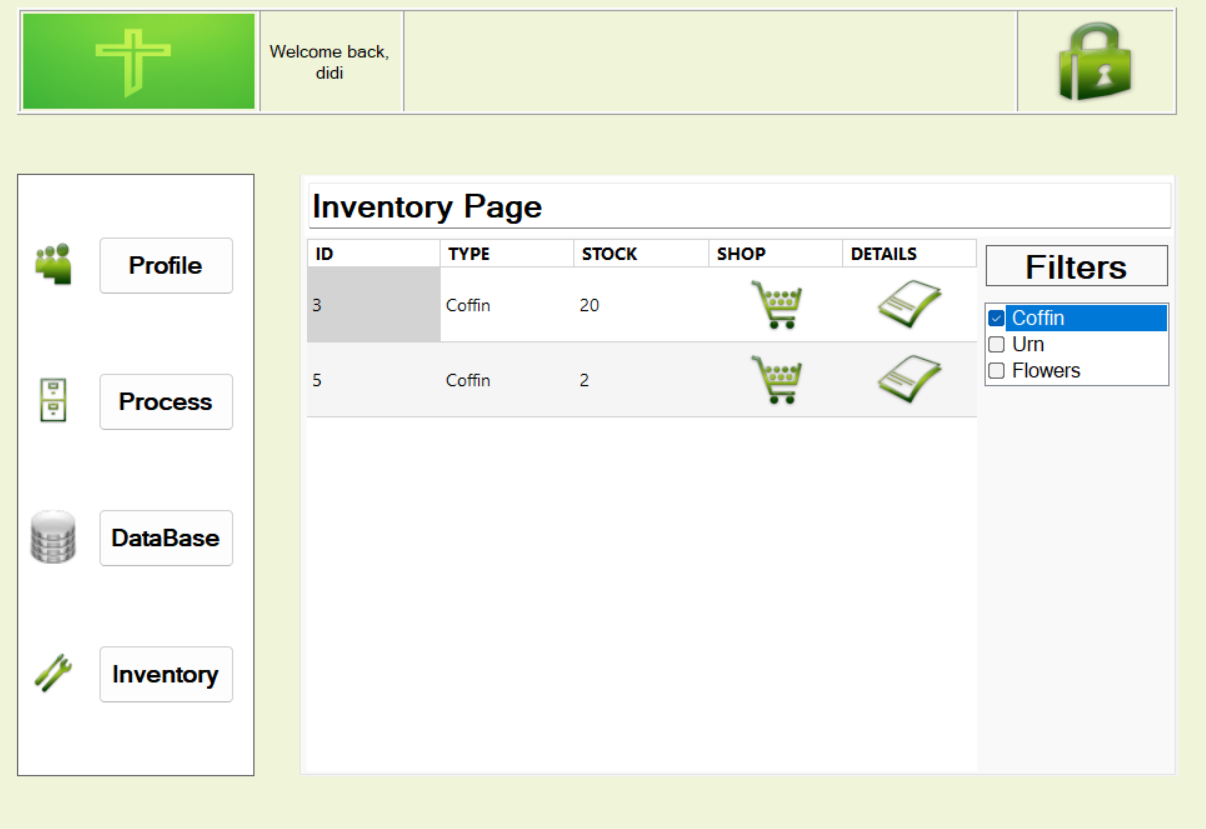 Welcome back,
didi
Profile
Process
DataBase
Inventory
Inventory Page
ID TYPE STOCK SHOP DETAILS
3 Coffin 20
5 Coffin 2
Filters
Coffin
Urn
Flowers